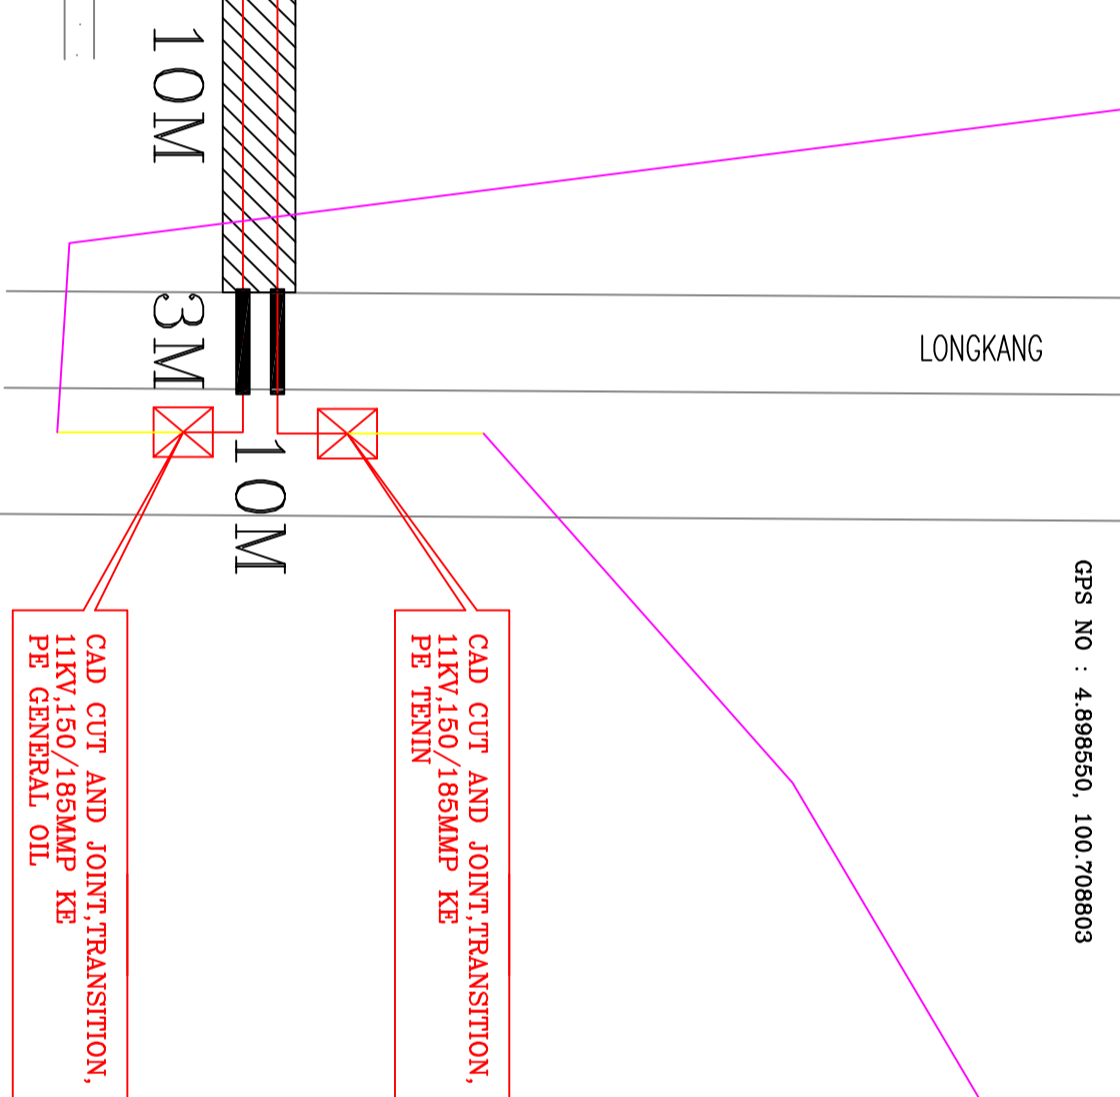 10M
3M
10M
LONGKANG
GPS NO : 4.898550, 100.708803
CAD CUT AND JOINT,TRANSITION,
11KV,150/185MMP KE
PE TENIN
CAD CUT AND JOINT,TRANSITION,
11KV,150/185MMP KE
PE GENERAL OIL